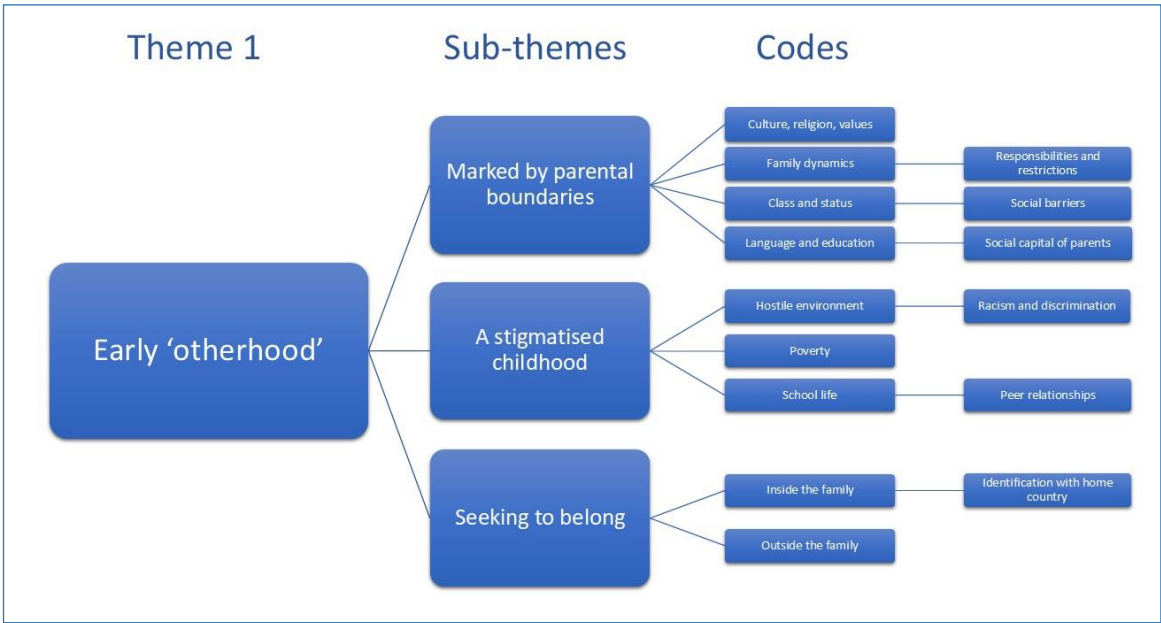 Theme 1
Sub-themes
Codes
Early ‘otherhood’
Marked by parental
boundaries
Culture, religion, values
Family dynamics
Responsibilities and
restrictions
Class and status
Social barriers
Language and education
Social capital of parents
A stigmatised
childhood
Hostile environment
Racism and discrimination
Poverty
School life
Peer relationships
Seeking to belong
Inside the family
Identification with home
country
Outside the family